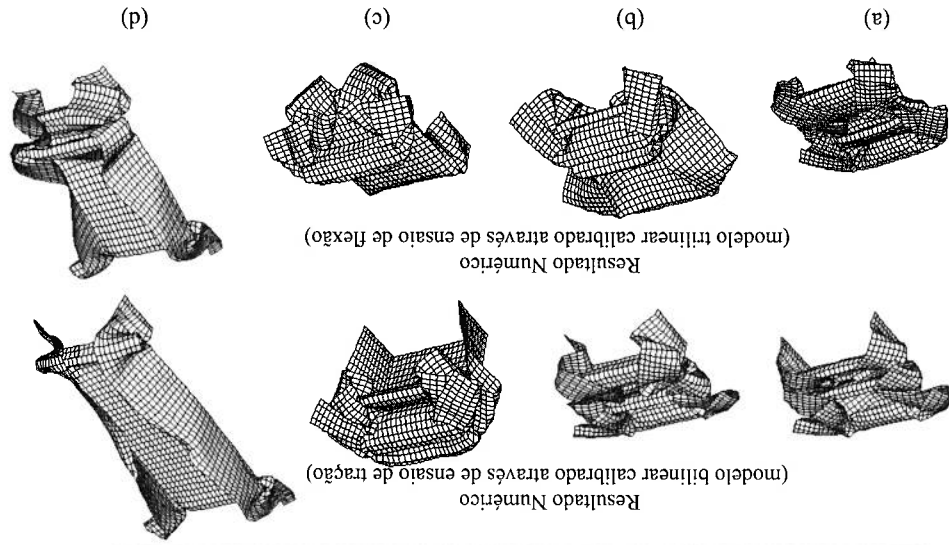 Resultado Numérico
(modelo bilinear calibrado através de ensaio de tração)
Resultado Numérico
(modelo trilinear calibrado através de ensaio de flexão)
(a) (b) (c) (d)